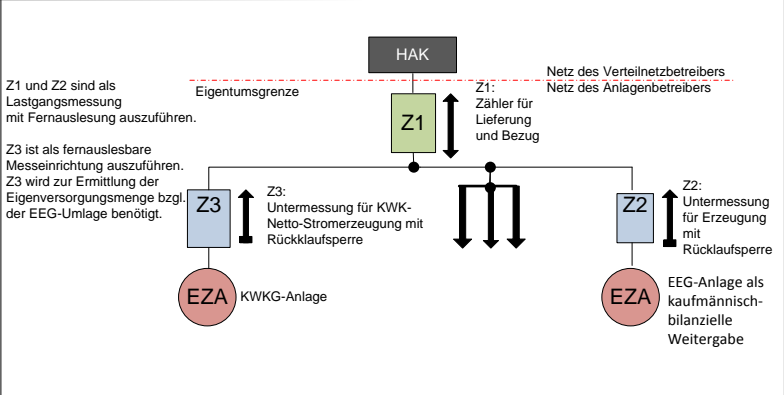 HAK
Netz des Verteilnetzbetreibers
Netz des Anlagenbetreibers
Eigentumsgrenze
Z1 und Z2 sind als
Lastgangsmessung
mit Fernauslesung auszuführen.
Z3 ist als fernauslesbare
Messeinrichtung auszuführen.
Z3 wird zur Ermittlung der
Eigenversorgungsmenge bzgl.
der EEG-Umlage benötigt.
Z1
Z1:
Zähler für
Lieferung
und Bezug
Z3
Z3:
Untermessung für KWK-
Netto-Stromerzeugung mit
Rückklaufsperre
Z2
Z2:
Untermessung
für Erzeugung
mit
Rücklaufsperre
EZA
KWKG-Anlage
EZA
EEG-Anlage als
kaufmännisch-
bilanzielle
Weitergabe